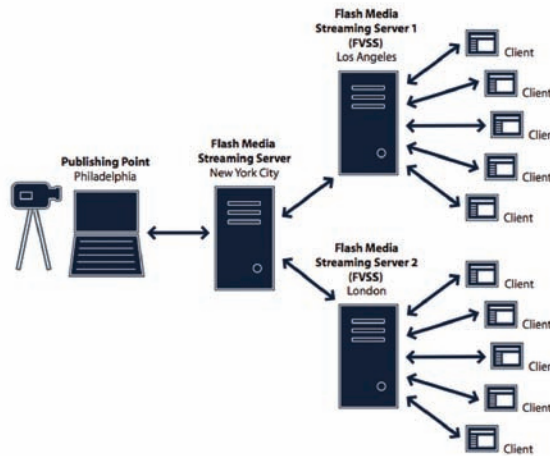 Flash Media
Streaming Server 1
(FVSS)
Los Angeles
Client
Client
Client
Client
Client
Publishing Point
Philadelphia
Flash Media
Streaming Server
New York City
Flash Media
Streaming Server 2
(FVSS)
London
Client
Client
Client
Client
Client